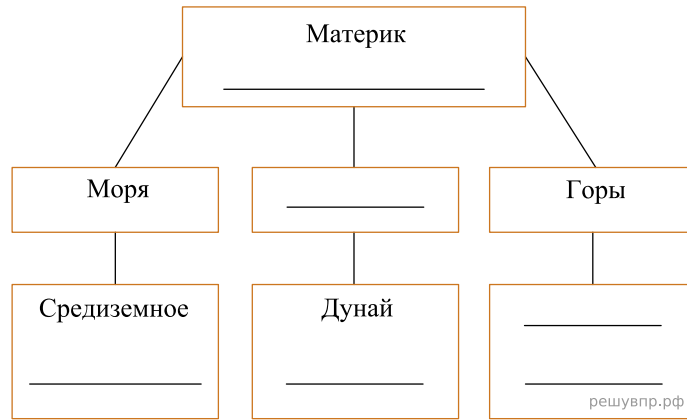 Материк
Моря
Горы
Средиземное
Дунай
решувпр.рф